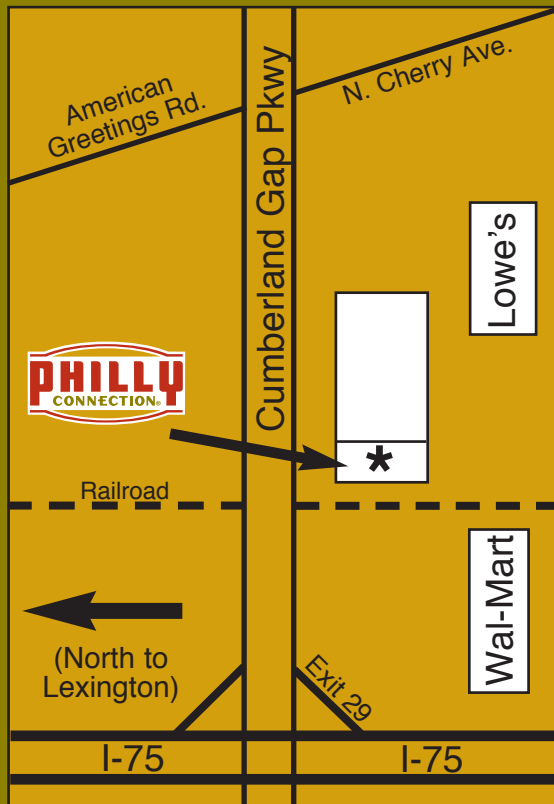 American
Greetings Rd.
N. Cherry Ave.
Cumberland Gap Pkwy
Lowe's
PHILLY
CONNECTION®
*
Railroad
Wal-Mart
(North to
Lexington)
Exit 29
I-75
I-75